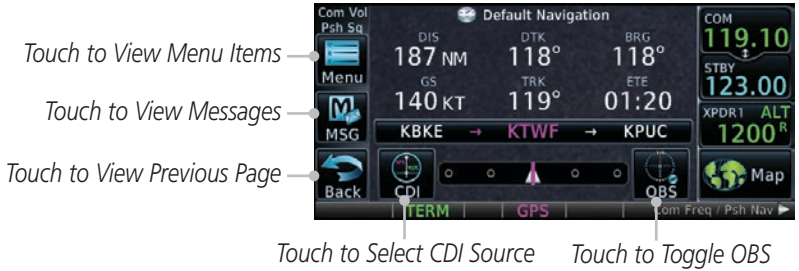 Com Vol
Psh Sq
Default Navigation
COM
119.10
STBY
123.00
XPDR1 ALT
1200 R
Map
DIS
187 NM
DTK
118°
BRG
118°
GS
140 KT
TRK
119°
ETE
01:20
KBKE → KTWF → KPUC
Menu
MSG
Back
CDI
OBS
TERM
GPS
Com Freq / Psh Nav
Touch to View Menu Items
Touch to View Messages
Touch to View Previous Page
Touch to Select CDI Source
Touch to Toggle OBS